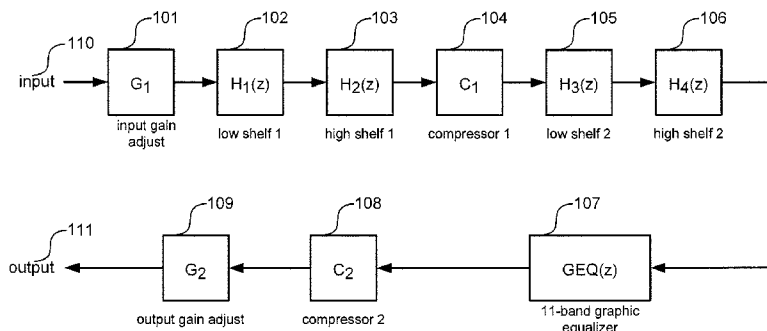 101 102 103 104 105 106
110
input G1 H1(z) H2(z) C1 H3(z) H4(z)
input gain adjust
low shelf 1
high shelf 1
compressor 1
low shelf 2
high shelf 2
109 108 107
111
output G2 C2 GEQ(z)
output gain adjust
compressor 2
11-band graphic
equalizer